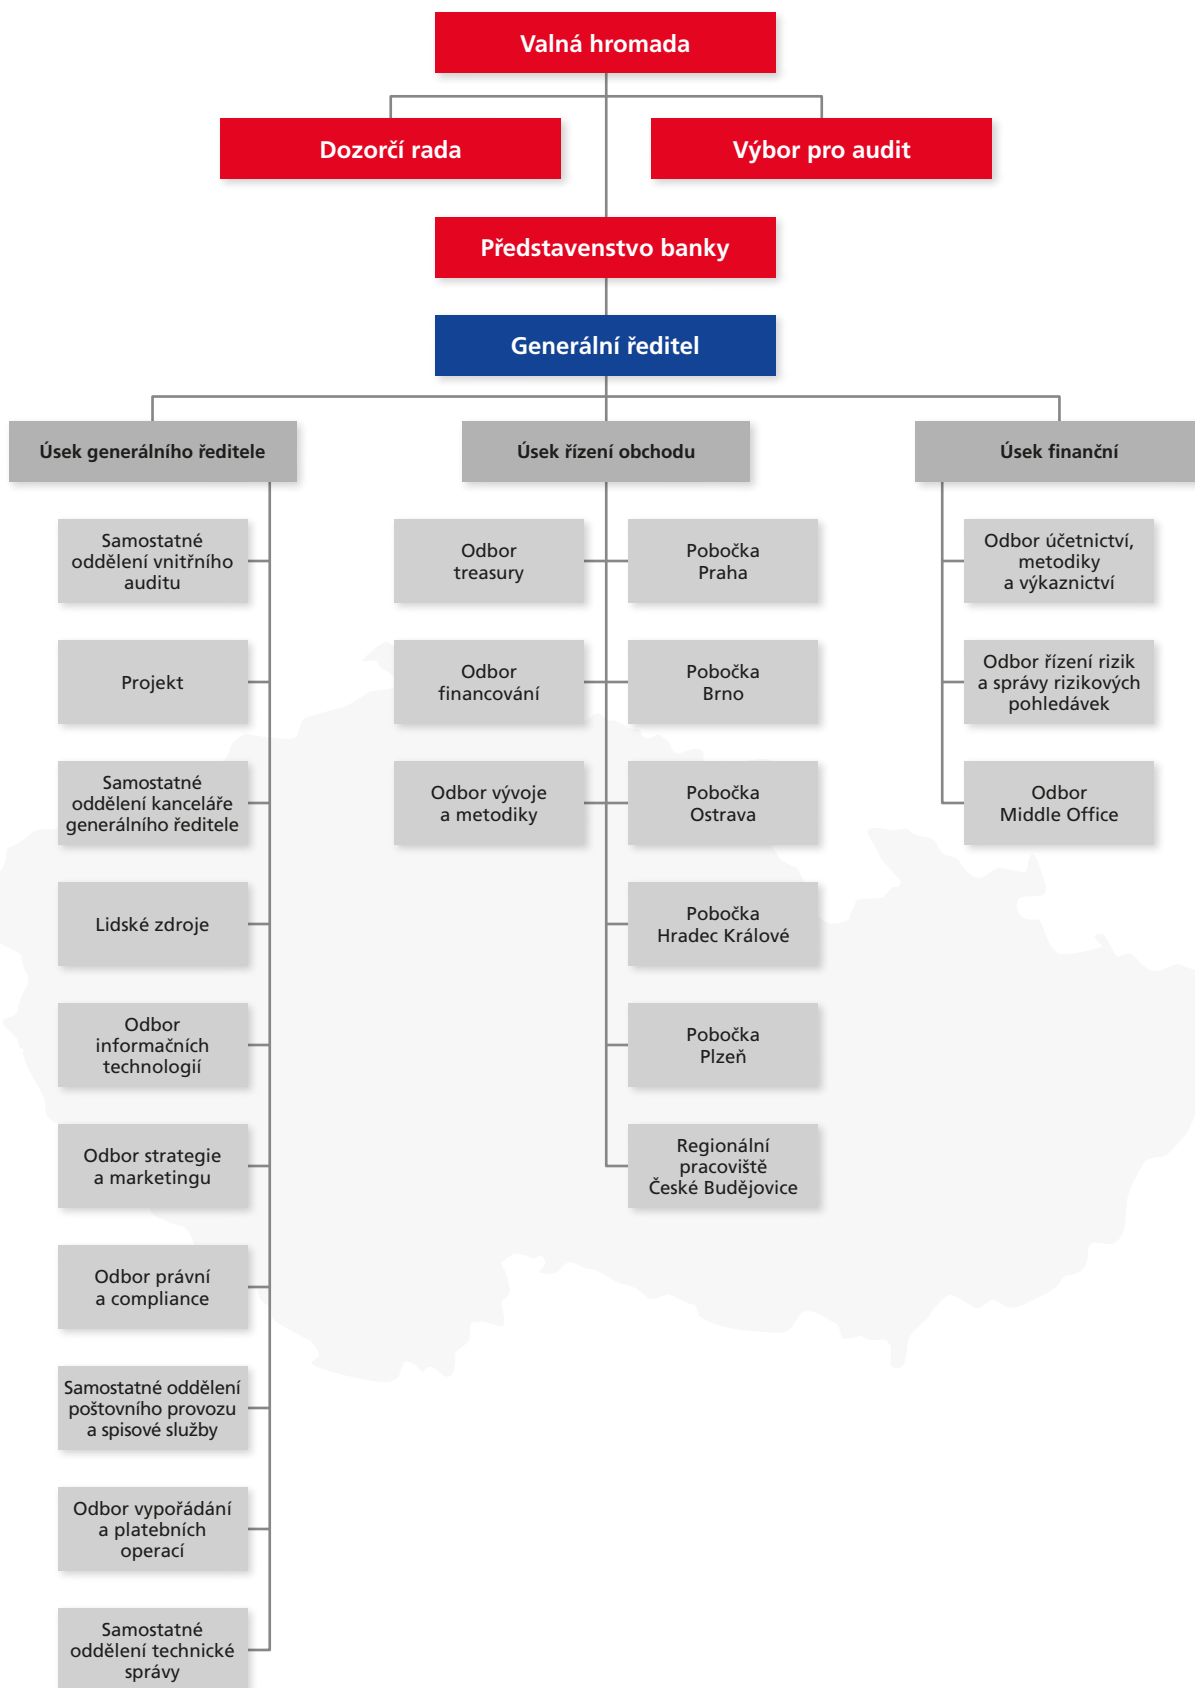 Valná hromada
Dozorčí rada
Výbor pro audit
Představenstvo banky
Generální ředitel
Úsek generálního ředitele
Samostatné
oddělení vnitřního
auditu
Projekt
Samostatné
oddělení kanceláře
generálního ředitele
Lidské zdroje
Odbor
informačních
technologií
Odbor strategie
a marketingu
Odbor právní
a compliance
Samostatné oddělení
poštovního provozu
a spisové služby
Odbor vypořádání
a platebních
operací
Samostatné
oddělení technické
správy
Úsek řízení obchodu
Odbor
treasury
Odbor
financování
Odbor vývoje
a metodiky
Pobočka
Praha
Pobočka
Brno
Pobočka
Ostrava
Pobočka
Hradec Králové
Pobočka
Plzeň
Regionální
pracoviště
České Budějovice
Úsek finanční
Odbor účetnictví,
metodiky
a výkaznictví
Odbor řízení rizik
a správy rizikových
pohledávek
Odbor
Middle Office